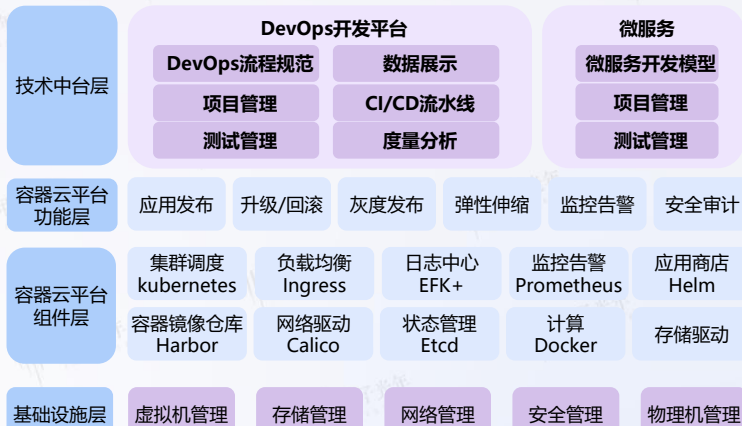 技术中台层
DevOps开发平台
DevOps流程规范
数据展示
项目管理
CI/CD流水线
测试管理
度量分析
微服务
微服务开发模型
项目管理
测试管理
容器云平台
功能层
应用发布
升级/回滚
灰度发布
弹性伸缩
监控告警
安全审计
容器云平台
组件层
集群调度
kubernetes
负载均衡
Ingress
日志中心
EFK+
监控告警
Prometheus
应用商店
Helm
容器镜像仓库
Harbor
网络驱动
Calico
状态管理
Etcd
计算
Docker
存储驱动
基础设施层
虚拟机管理
存储管理
网络管理
安全管理
物理机管理